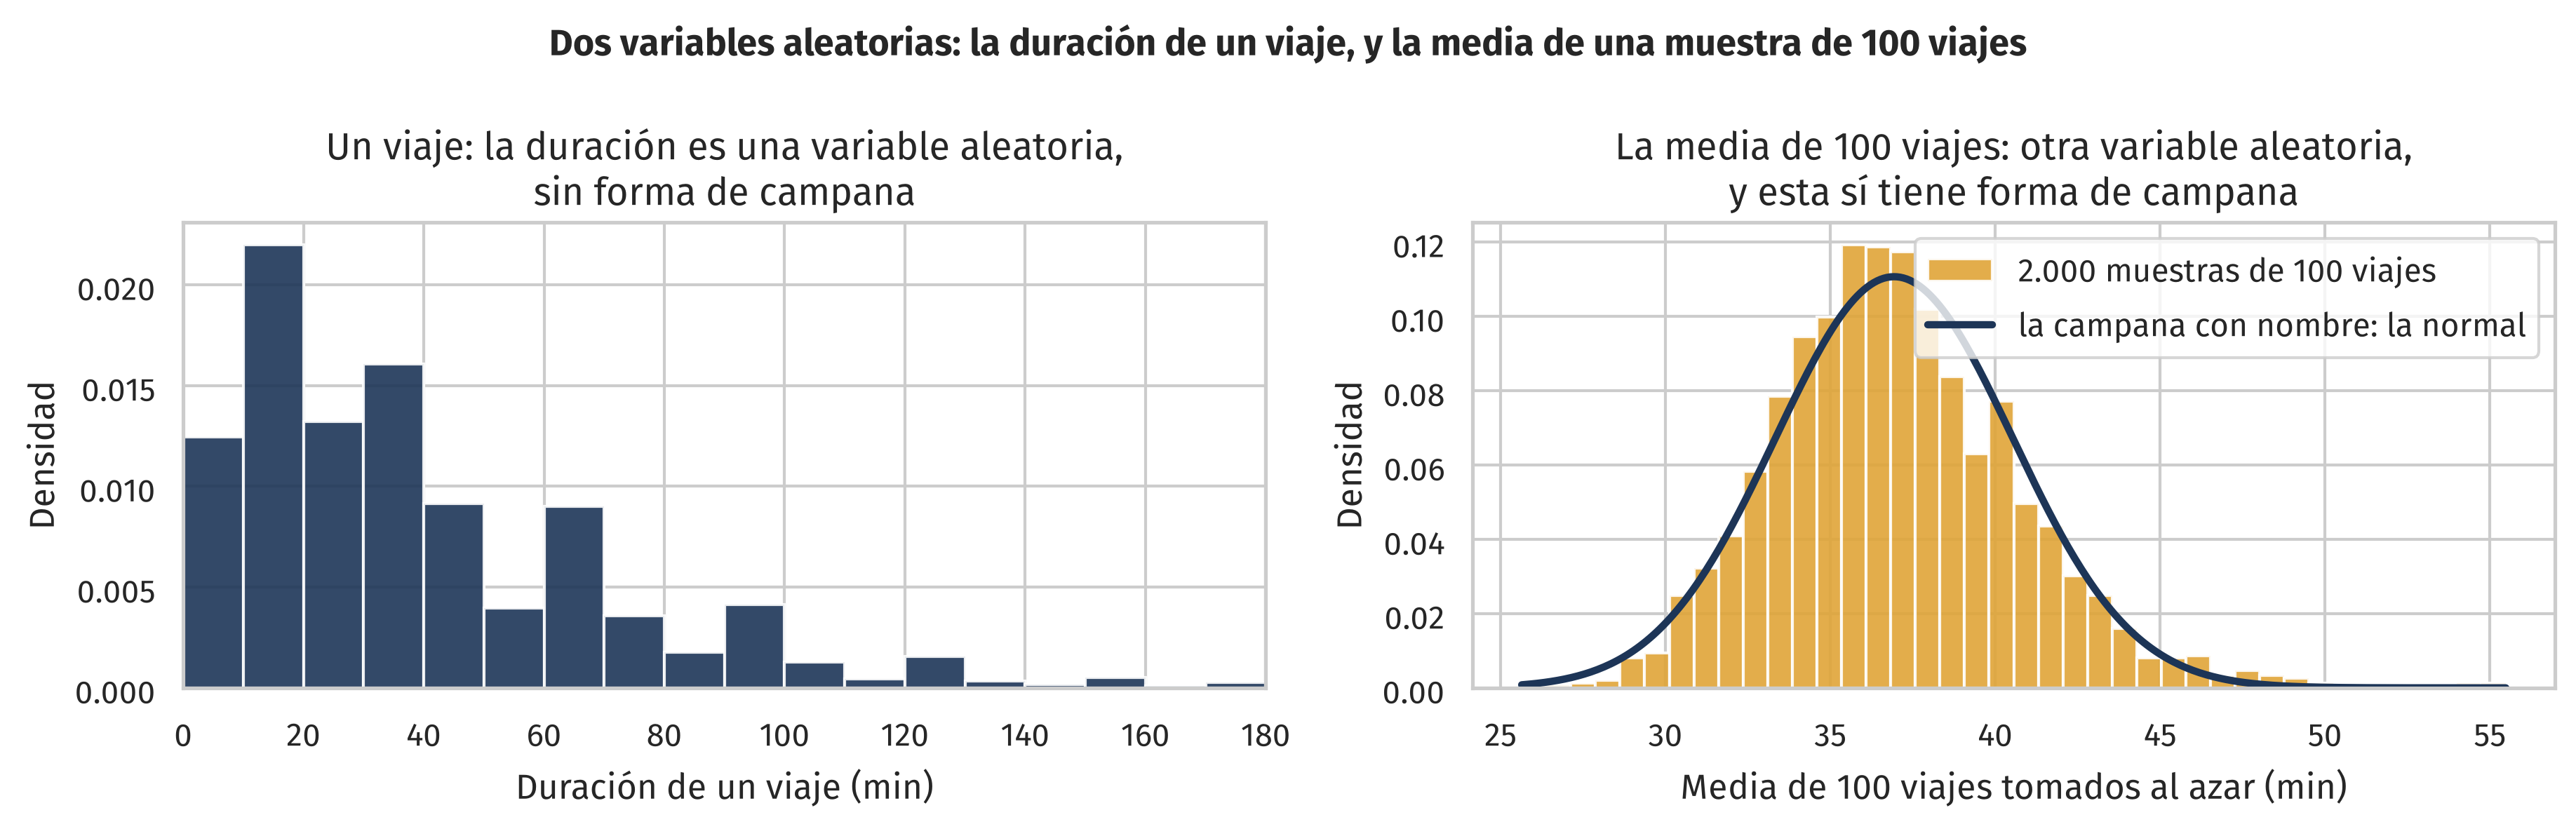 Dos variables aleatorias: la duración de un viaje, y la media de una muestra de 100 viajes
Un viaje: la duración es una variable aleatoria,
sin forma de campana
Densidad
0.020
0.015
0.010
0.005
0.000
0 20 40 60 80 100 120 140 160 180
Duración de un viaje (min)
La media de 100 viajes: otra variable aleatoria,
y esta sí tiene forma de campana
2.000 muestras de 100 viajes
la campana con nombre: la normal
Densidad
0.12
0.10
0.08
0.06
0.04
0.02
0.00
25 30 35 40 45 50 55
Media de 100 viajes tomados al azar (min)